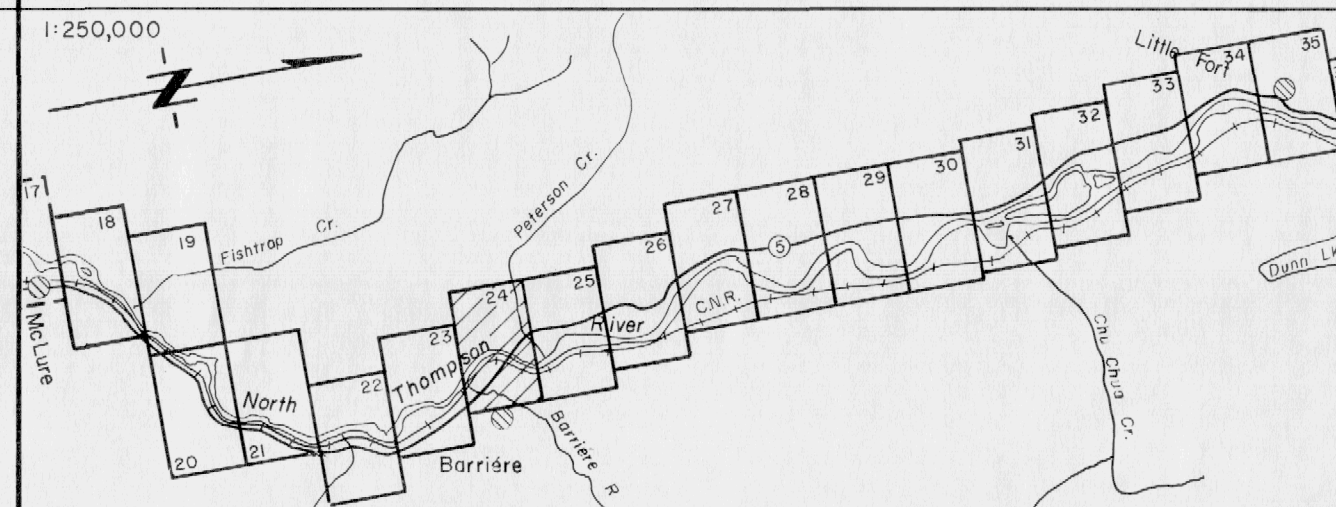 1:250,000
N
Little Fort
34
35
33
32
31
30
29
28
27
26
25
24
23
22
21
20
19
18
17
Peterson Cr.
Fishtrap Cr.
5
C.N.R.
Dunn LK
McLure
North Thompson River
Chu Chua Cr.
Barriére
Barriére R